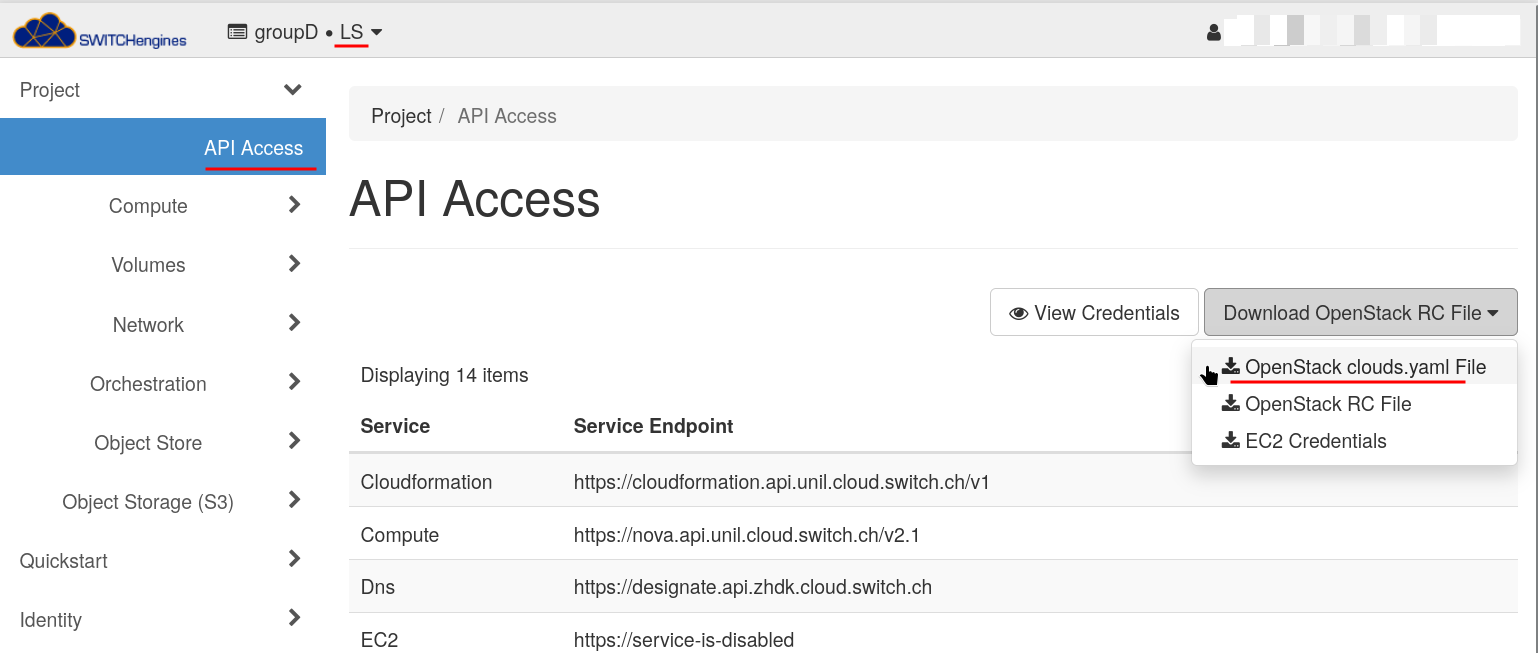 SWITCHengines
groupD • LS
Project
API Access
Compute
Volumes
Network
Orchestration
Object Store
Object Storage (S3)
Quickstart
Identity
Project / API Access
API Access
View Credentials
Download OpenStack RC File
OpenStack clouds.yaml File
OpenStack RC File
EC2 Credentials
Displaying 14 items
Service Service Endpoint
Cloudformation https://cloudformation.api.unil.cloud.switch.ch/v1
Compute https://nova.api.unil.cloud.switch.ch/v2.1
Dns https://designate.api.zhdk.cloud.switch.ch
EC2 https://service-is-disabled